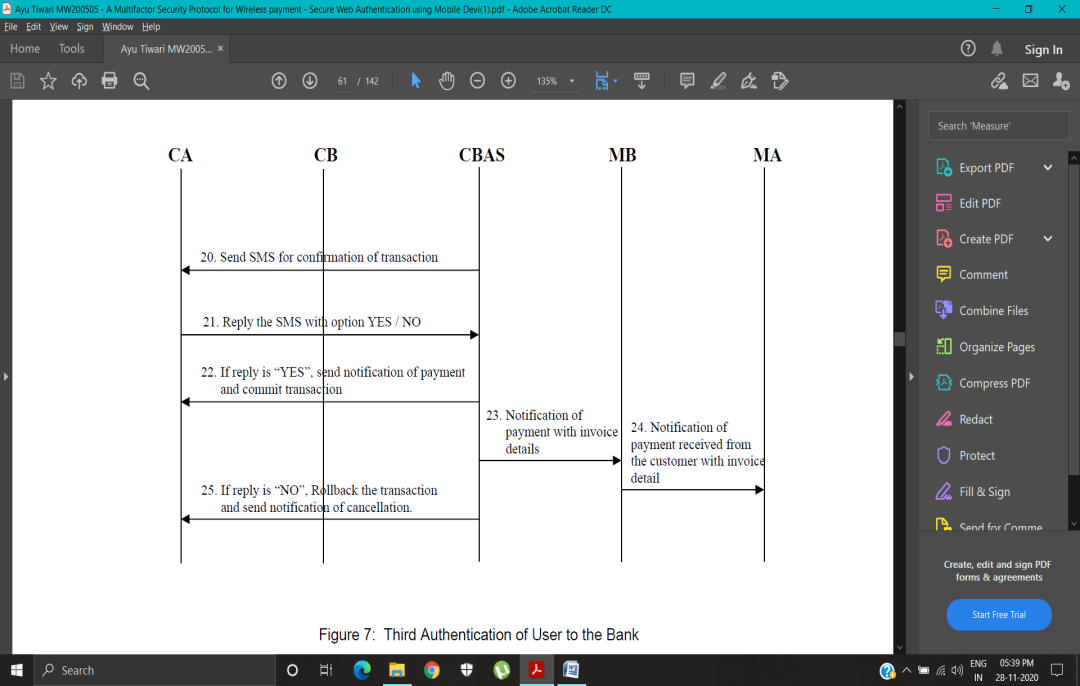 Ayu Tiwari MW200505 - A Multifactor Security Protocol for Wireless payment - Secure Web Authentication using Mobile Devi(1).pdf - Adobe Acrobat Reader DC
File Edit View Sign Window Help
Home Tools Ayu Tiwari MW2005... × Sign In
61 / 142 135%
CA CB CBAS MB MA
20. Send SMS for confirmation of transaction
21. Reply the SMS with option YES / NO
22. If reply is “YES”, send notification of payment
and commit transaction
23. Notification of
payment with invoice
details
24. Notification of
payment received from
the customer with invoice
detail
25. If reply is “NO”, Rollback the transaction
and send notification of cancellation.
Figure 7: Third Authentication of User to the Bank
Search 'Measure'
Export PDF
Edit PDF
Create PDF
Comment
Combine Files
Organize Pages
Compress PDF
Redact
Protect
Fill & Sign
Send for Comme
Create, edit and sign PDF
forms & agreements
Start Free Trial
Search
ENG
IN
05:39 PM
28-11-2020